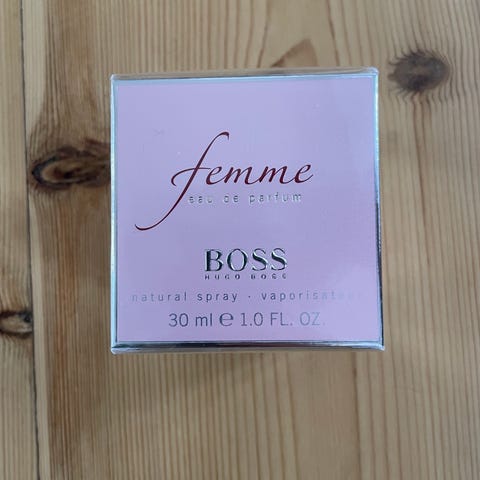 femme
eau de parfum
BOSS
HUGO BOSS
natural spray · vaporisateur
30 ml ℮ 1.0 FL. OZ.